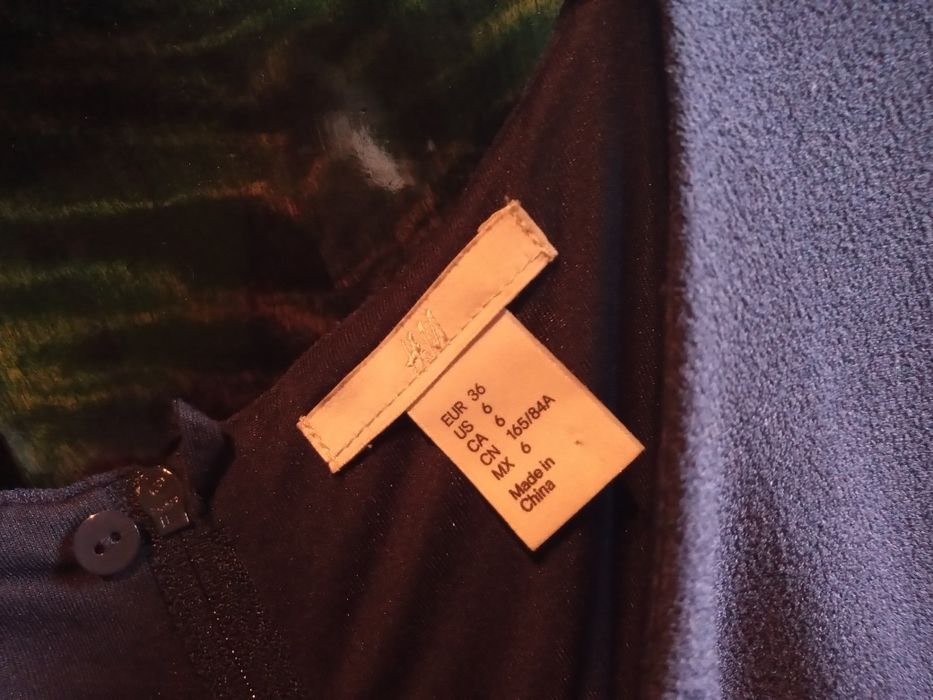 H&M
EUR 36
US 6
CA 6
CN 165/84A
MX 6
Made in
China